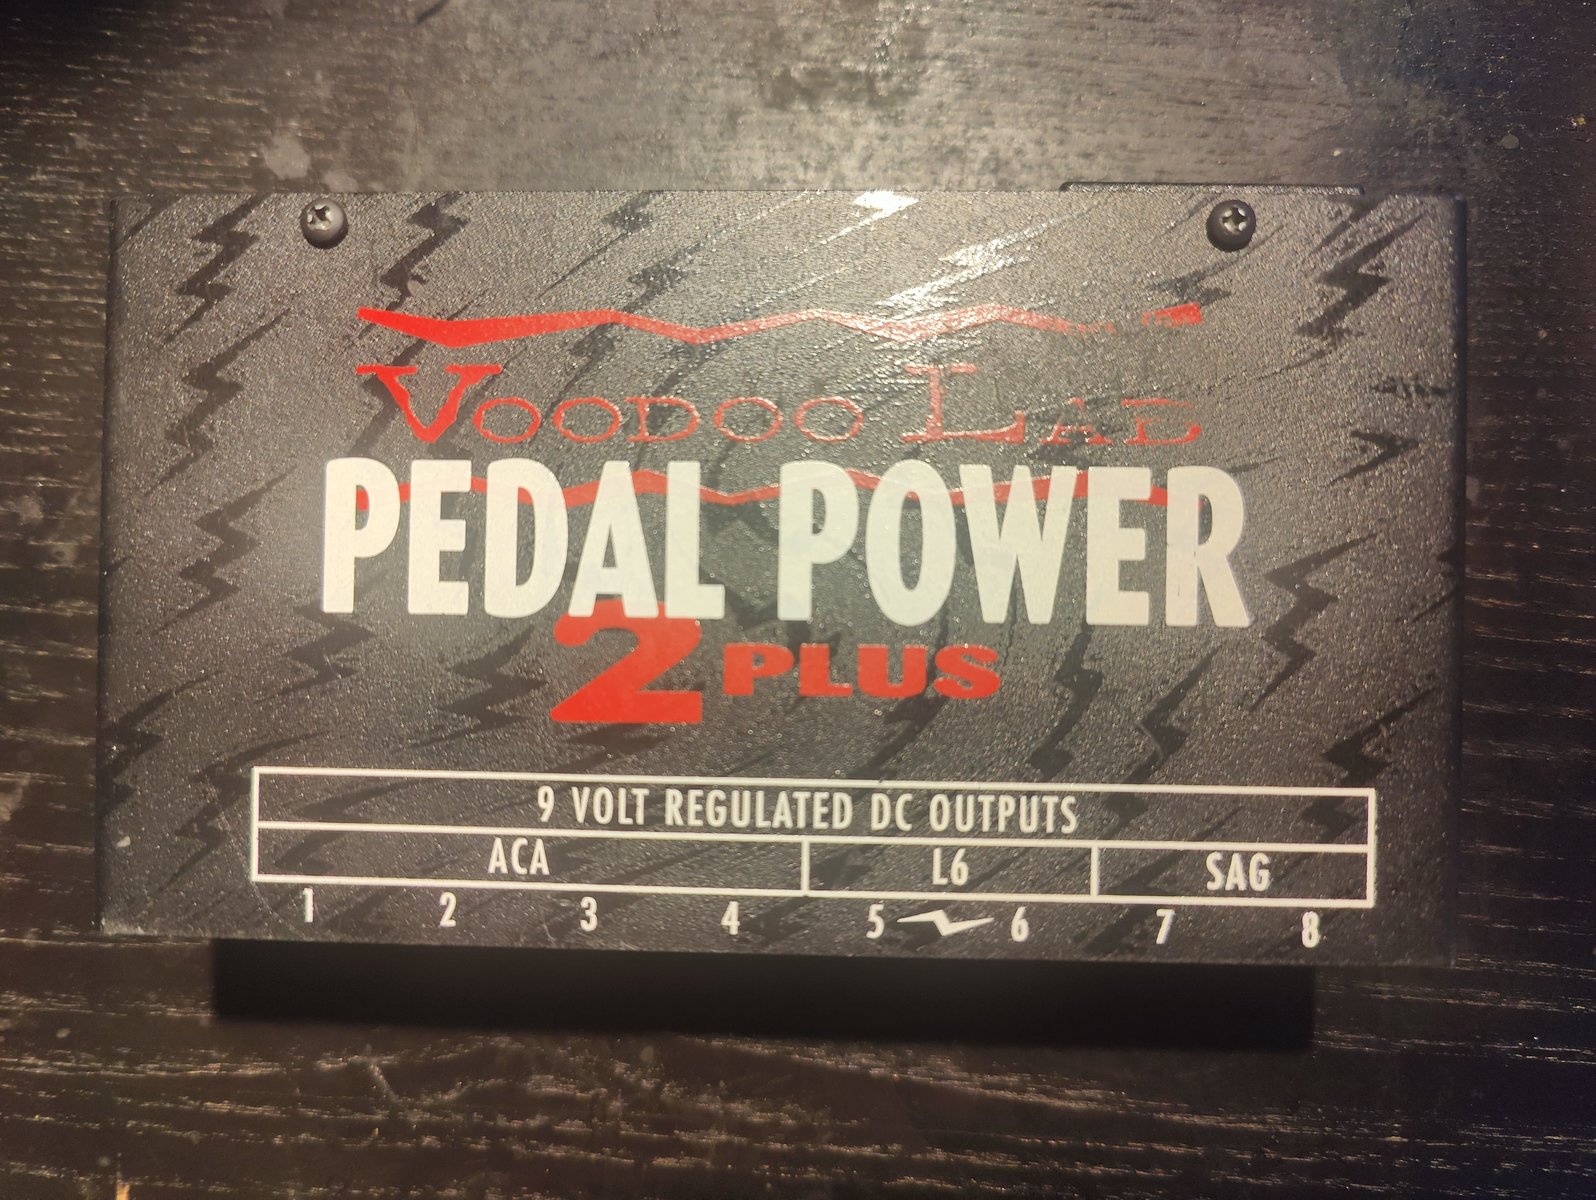 VOODOO LAB
PEDAL POWER
2 PLUS
9 VOLT REGULATED DC OUTPUTS
ACA L6 SAG
1 2 3 4 5 6 7 8